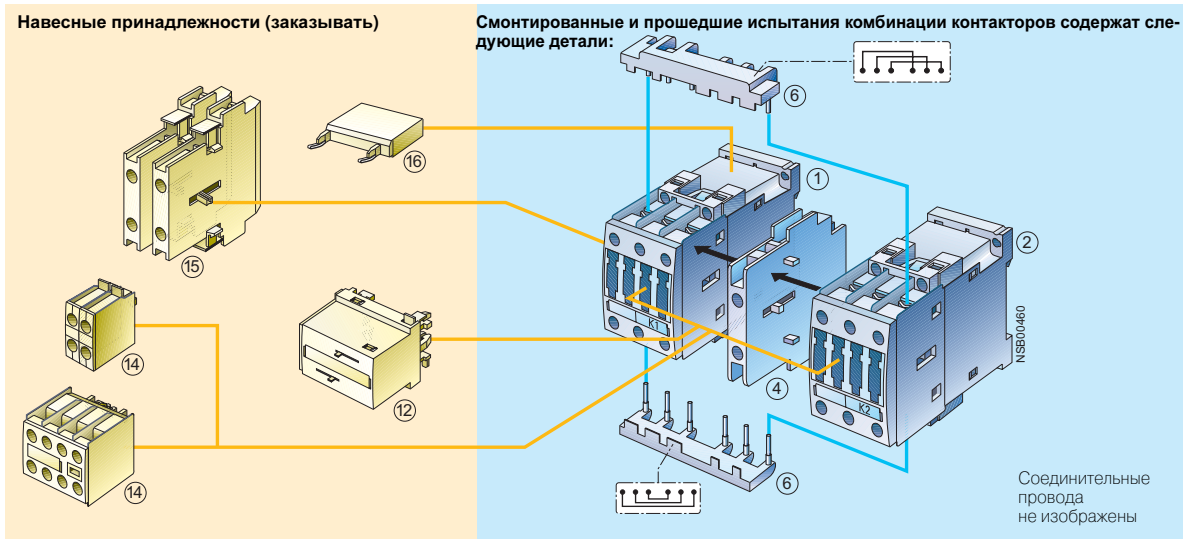 Навесные принадлежности (заказывать)
Смонтированные и прошедшие испытания комбинации контакторов содержат сле-
дующие детали:
6
16
1
2
15
K1
NSB00460
14
12
4
K2
14
6
Соединительные
провода
не изображены